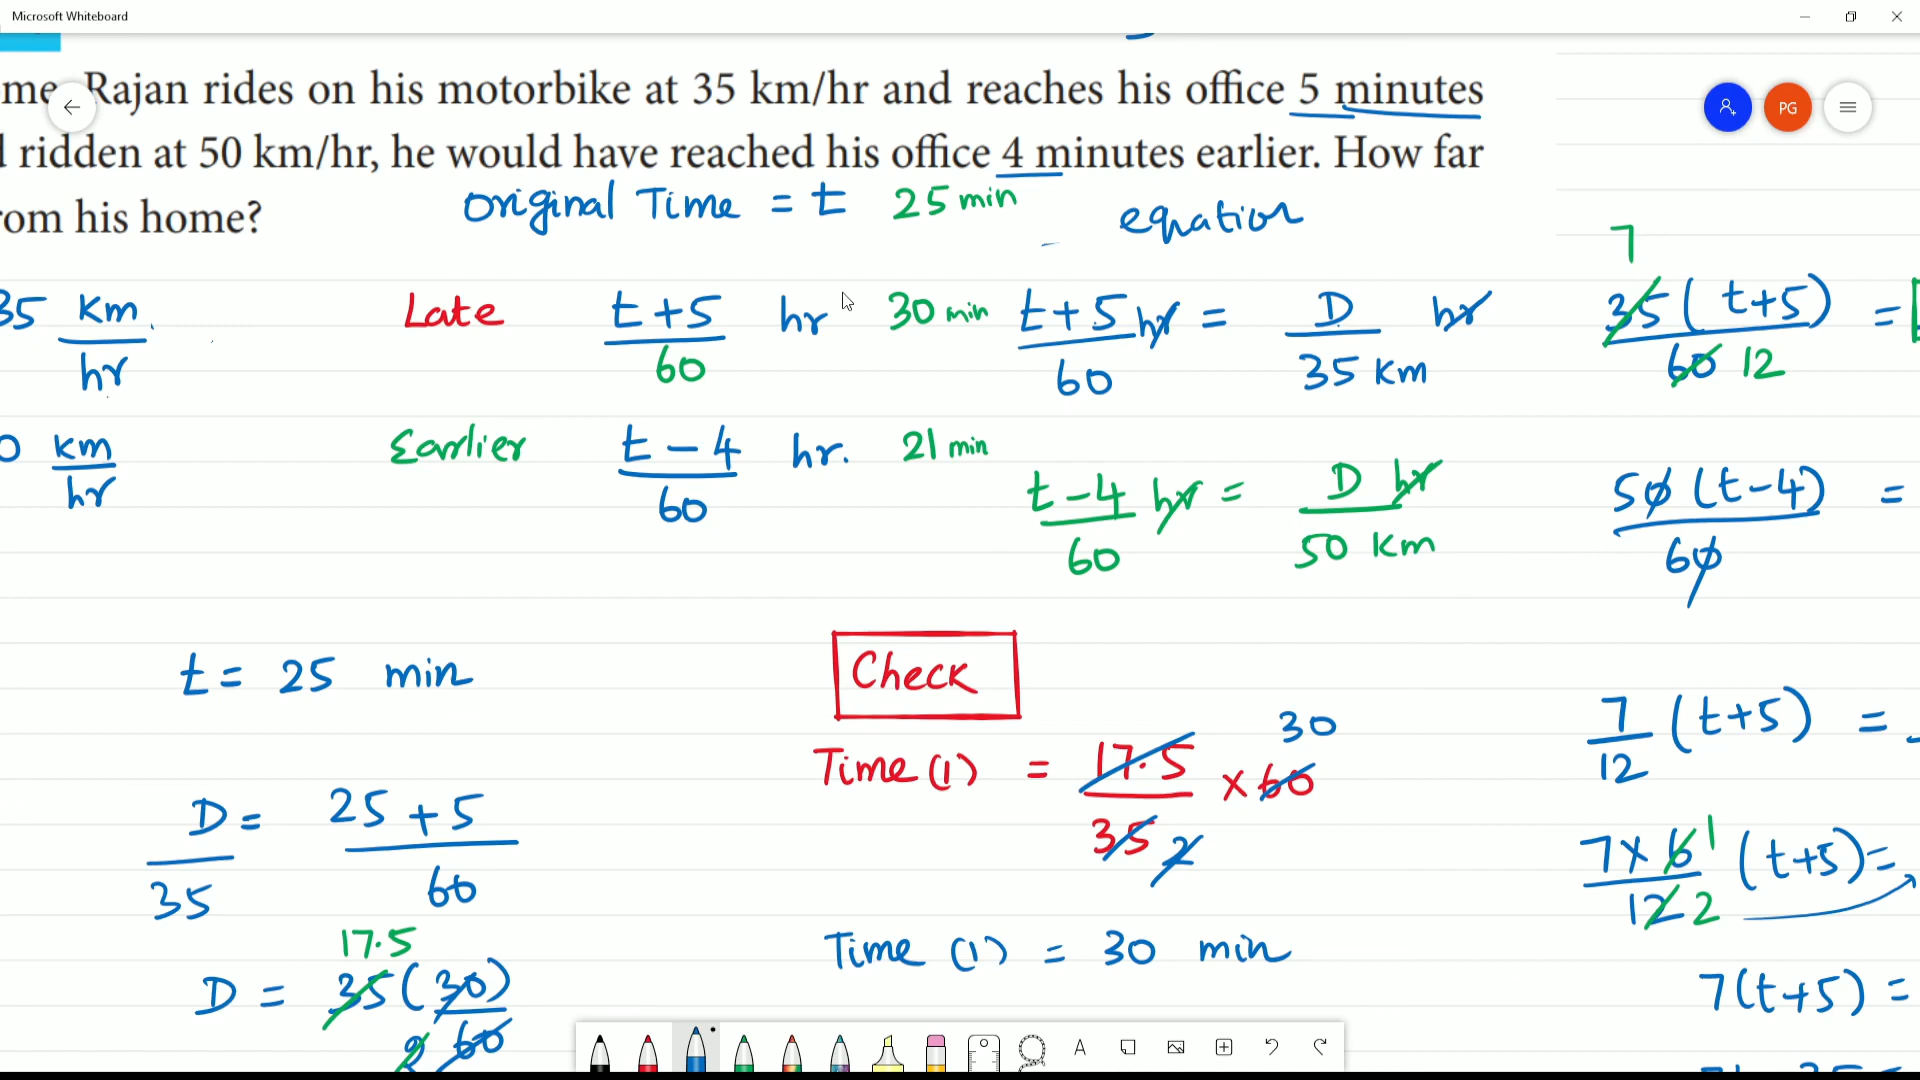 Microsoft Whiteboard
me, Rajan rides on his motorbike at 35 km/hr and reaches his office 5 minutes
ridden at 50 km/hr, he would have reached his office 4 minutes earlier. How far
om his home?
PG
Original Time = t 25 min
equation
35 Km/hr
Late
t+5/60 hr 30 min
t+5/60 hr = D hr/35 Km
7
35(t+5)/60 12 =
0 km/hr
Earlier
t-4/60 hr. 21 min
t-4/60 hr = D hr/50 Km
50(t-4)/60 =
t = 25 min
Check
D/35 = 25+5/60
Time (1) = 17.5/35 2 × 60 30
7/12 (t+5) =
7×6 1/12 2 (t+5) =
17.5
D = 35(30)/60
2
Time (1) = 30 min
7(t+5) =
A